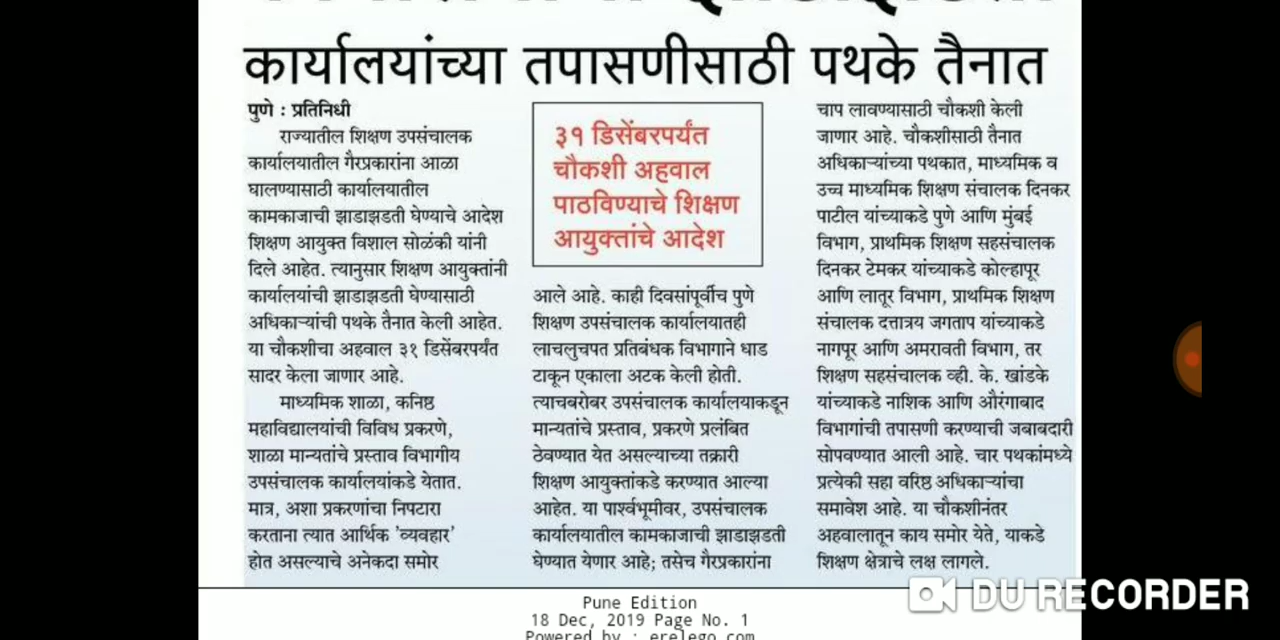 कार्यालयांच्या तपासणीसाठी पथके तैनात
पुणे : प्रतिनिधी
राज्यातील शिक्षण उपसंचालक
कार्यालयातील गैरप्रकारांना आळा
घालण्यासाठी कार्यालयातील
कामकाजाची झाडाझडती घेण्याचे आदेश
शिक्षण आयुक्त विशाल सोळंकी यांनी
दिले आहेत. त्यानुसार शिक्षण आयुक्तांनी
कार्यालयांची झाडाझडती घेण्यासाठी
अधिकाऱ्यांची पथके तैनात केली आहेत.
या चौकशीचा अहवाल ३१ डिसेंबरपर्यंत
सादर केला जाणार आहे.
माध्यमिक शाळा, कनिष्ठ
महाविद्यालयांची विविध प्रकरणे,
शाळा मान्यतांचे प्रस्ताव विभागीय
उपसंचालक कार्यालयांकडे येतात.
मात्र, अशा प्रकरणांचा निपटारा
करताना त्यात आर्थिक 'व्यवहार'
होत असल्याचे अनेकदा समोर
३१ डिसेंबरपर्यंत
चौकशी अहवाल
पाठविण्याचे शिक्षण
आयुक्तांचे आदेश
आले आहे. काही दिवसांपूर्वीच पुणे
शिक्षण उपसंचालक कार्यालयातही
लाचलुचपत प्रतिबंधक विभागाने धाड
टाकून एकाला अटक केली होती.
त्याचबरोबर उपसंचालक कार्यालयाकडून
मान्यतांचे प्रस्ताव, प्रकरणे प्रलंबित
ठेवण्यात येत असल्याच्या तक्रारी
शिक्षण आयुक्तांकडे करण्यात आल्या
आहेत. या पार्श्वभूमीवर, उपसंचालक
कार्यालयातील कामकाजाची झाडाझडती
घेण्यात येणार आहे; तसेच गैरप्रकारांना
चाप लावण्यासाठी चौकशी केली
जाणार आहे. चौकशीसाठी तैनात
अधिकाऱ्यांच्या पथकात, माध्यमिक व
उच्च माध्यमिक शिक्षण संचालक दिनकर
पाटील यांच्याकडे पुणे आणि मुंबई
विभाग, प्राथमिक शिक्षण सहसंचालक
दिनकर टेमकर यांच्याकडे कोल्हापूर
आणि लातूर विभाग, प्राथमिक शिक्षण
संचालक दत्तात्रय जगताप यांच्याकडे
नागपूर आणि अमरावती विभाग, तर
शिक्षण सहसंचालक व्ही. के. खांडके
यांच्याकडे नाशिक आणि औरंगाबाद
विभागांची तपासणी करण्याची जबाबदारी
सोपवण्यात आली आहे. चार पथकांमध्ये
प्रत्येकी सहा वरिष्ठ अधिकाऱ्यांचा
समावेश आहे. या चौकशीनंतर
अहवालातून काय समोर येते, याकडे
शिक्षण क्षेत्राचे लक्ष लागले.
DU RECORDER
Pune Edition
18 Dec, 2019 Page No. 1
Powered by : erelego.com